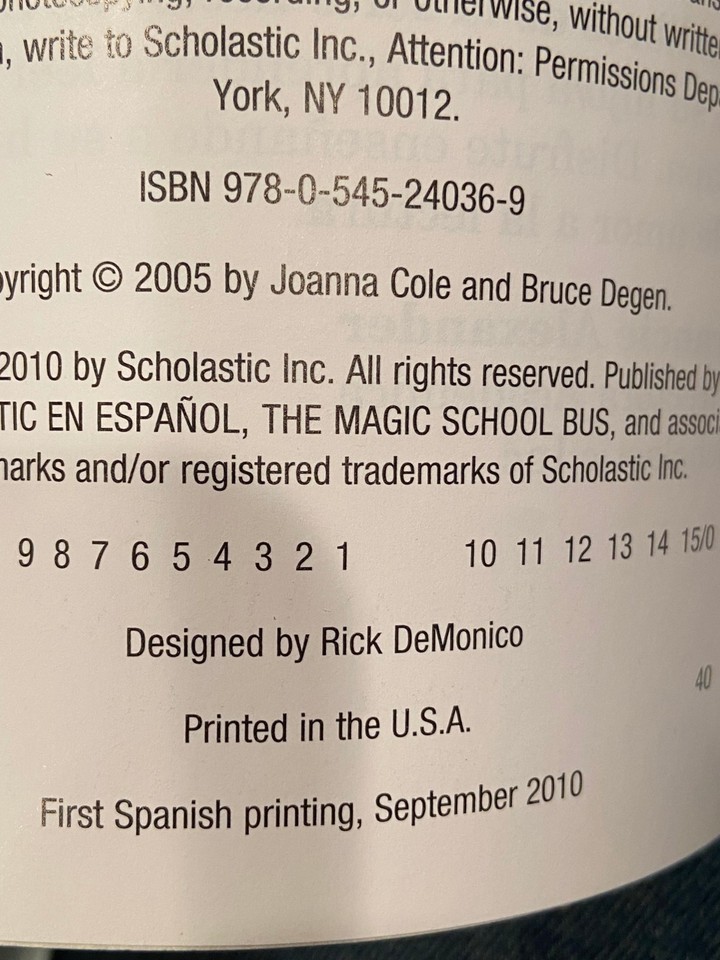 or otherwise, without
, write to Scholastic Inc., Attention: Permissions
York, NY 10012.
ISBN 978-0-545-24036-9
yright © 2005 by Joanna Cole and Bruce Degen.
2010 by Scholastic Inc. All rights reserved. Published by
TIC EN ESPAÑOL, THE MAGIC SCHOOL BUS, and associ
marks and/or registered trademarks of Scholastic Inc.
9 8 7 6 5 4 3 2 1 10 11 12 13 14 15/0
Designed by Rick DeMonico
40
Printed in the U.S.A.
First Spanish printing, September 2010